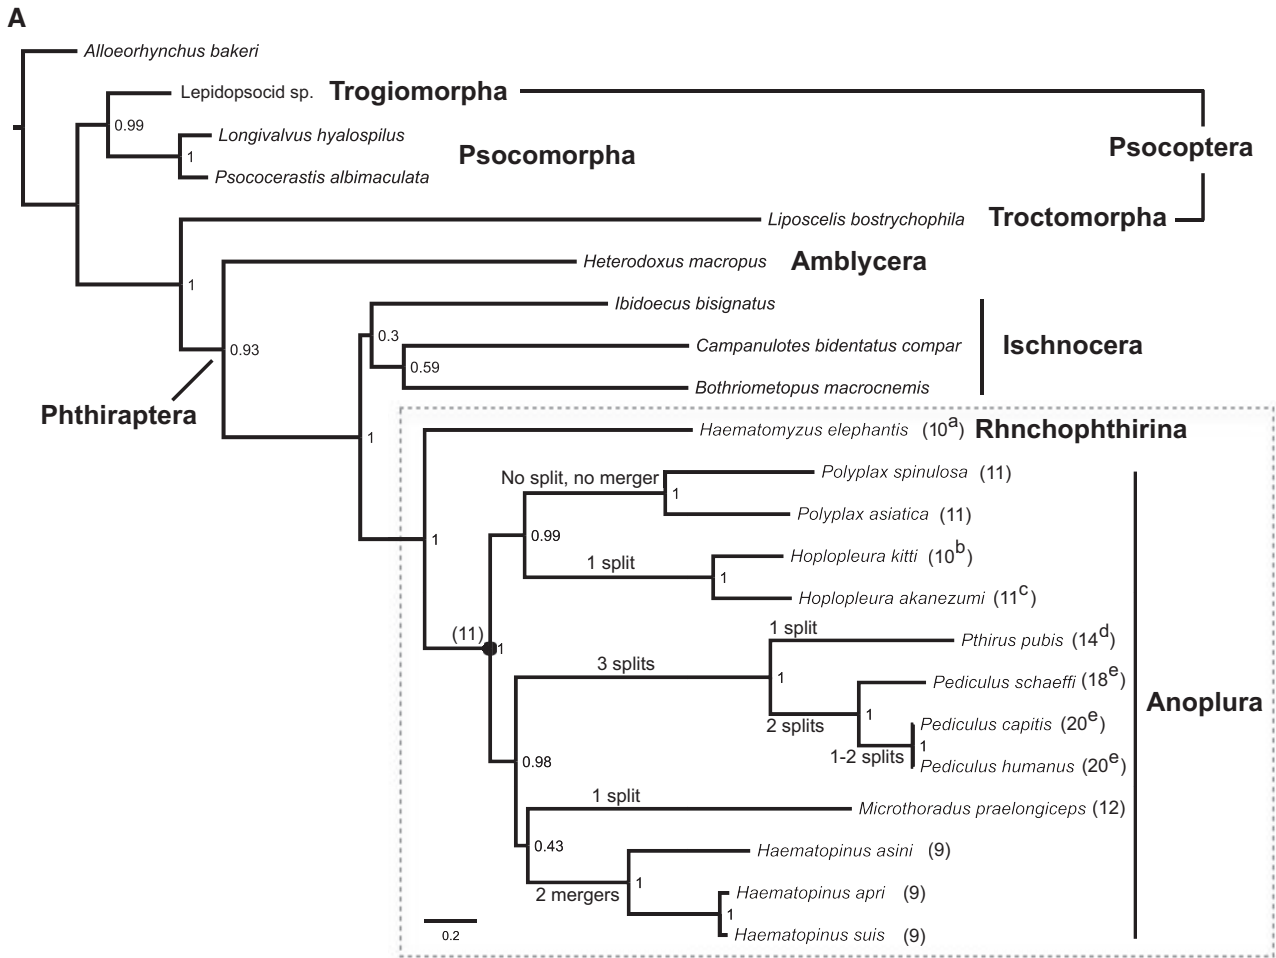 A
Alloeorhynchus bakeri
Lepidopsocid sp. Trogiomorpha
0.99
Longivalvus hyalospilus
1
Psocomorpha
Psococerastis albimaculata
Psocoptera
Liposcelis bostrychophila Troctomorpha
Heterodoxus macropus Amblycera
1
Ibidoecus bisignatus
0.3
Campanulotes bidentatus compar Ischnocera
0.93
0.59
Bothriometopus macrocnemis
Phthiraptera
Haematomyzus elephantis (10a) Rhnchophthirina
1
No split, no merger
Polyplax spinulosa (11)
1
Polyplax asiatica (11)
0.99
1
1 split
Hoplopleura kitti (10b)
1
Hoplopleura akanezumi (11c)
(11)
1
1 split
Pthirus pubis (14d)
3 splits
1
Pediculus schaeffi (18e)
Anoplura
1
2 splits
Pediculus capitis (20e)
1
1-2 splits
Pediculus humanus (20e)
0.98
1 split
Microthoradus praelongiceps (12)
0.43
Haematopinus asini (9)
1
2 mergers
Haematopinus apri (9)
1
Haematopinus suis (9)
0.2